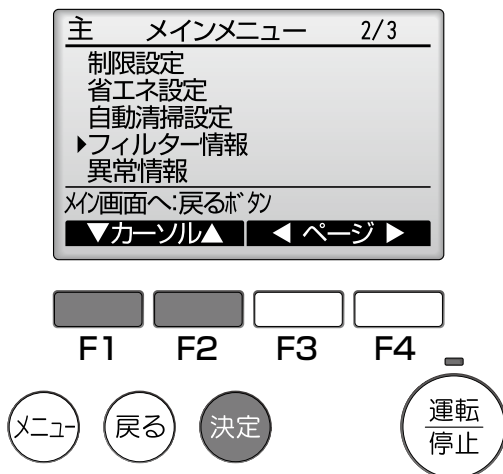 主 メインメニュー 2/3
制限設定
省エネ設定
自動清掃設定
▶フィルター情報
異常情報
メイン画面へ:戻るボタン
▼カーソル▲ ◀ ページ ▶
F1 F2 F3 F4
メニュー 戻る 決定 運転
停止